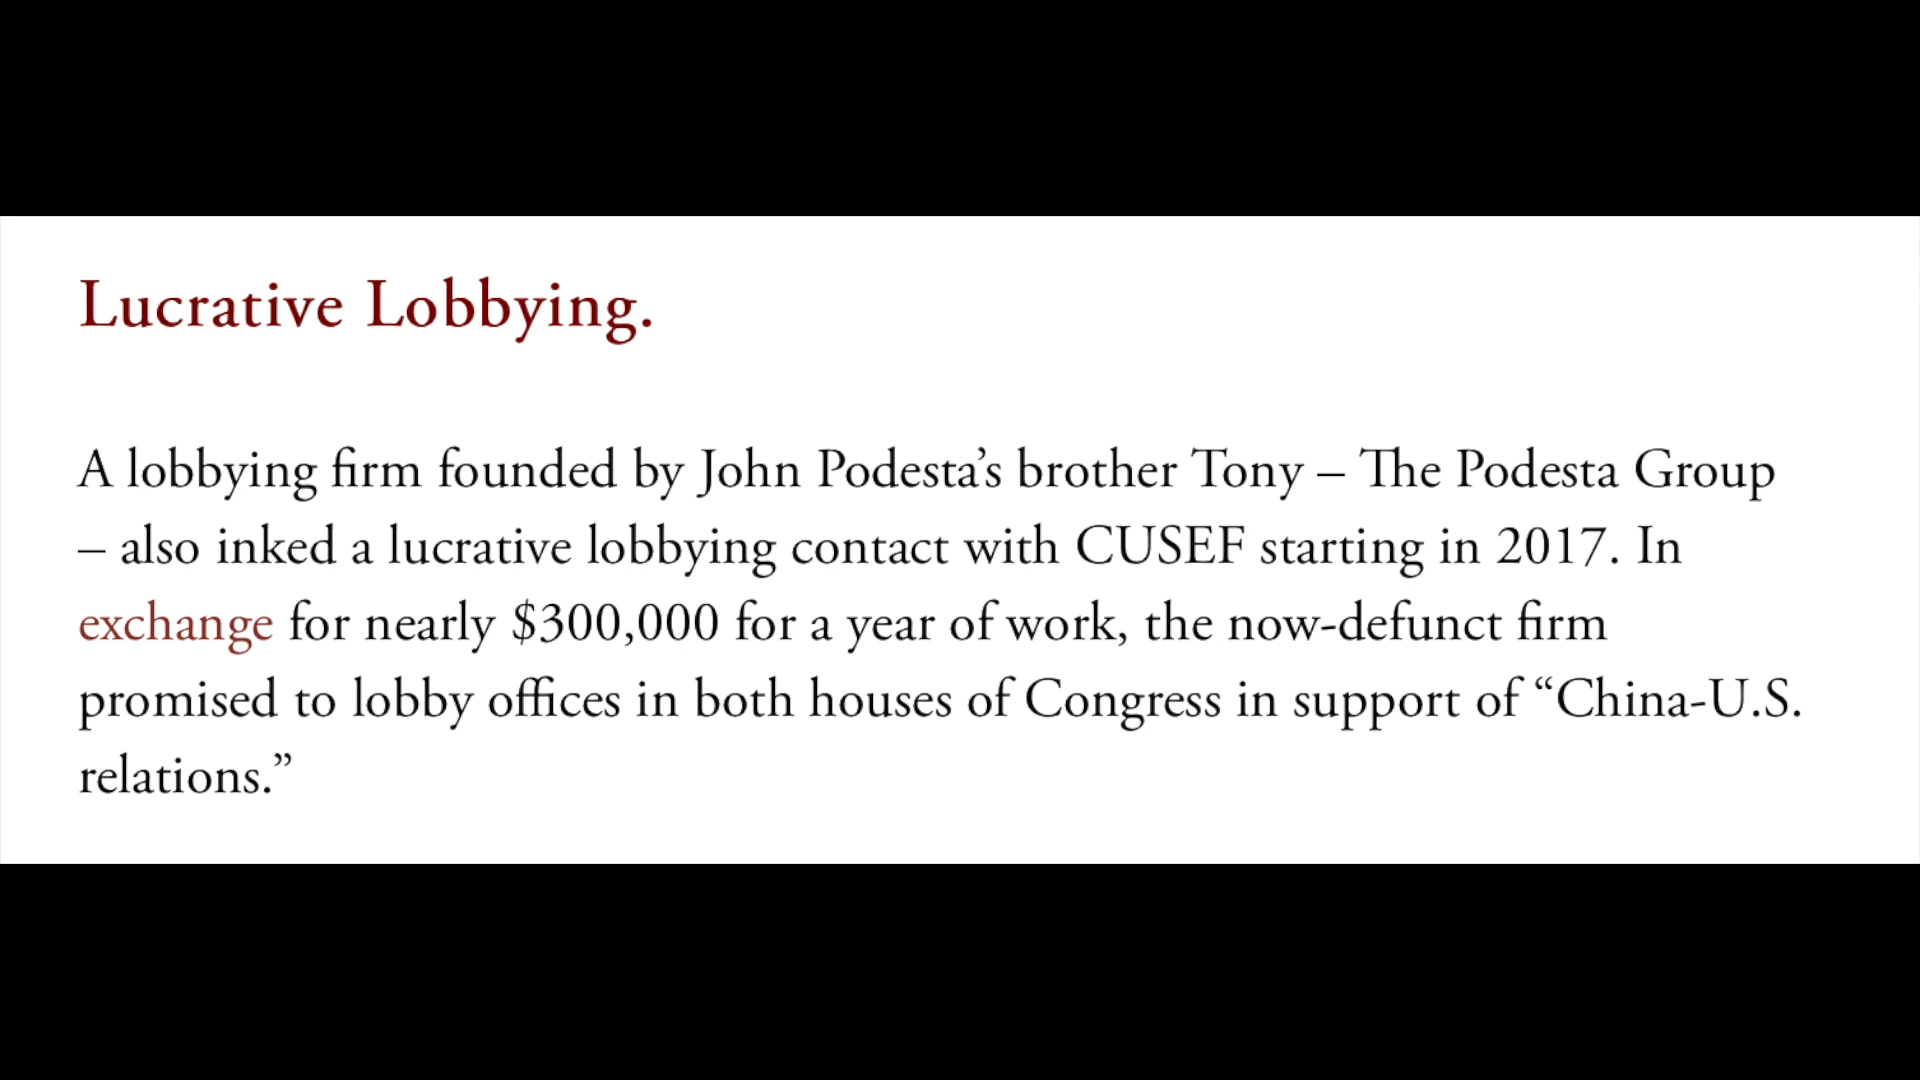 Lucrative Lobbying.
A lobbying firm founded by John Podesta’s brother Tony – The Podesta Group
– also inked a lucrative lobbying contact with CUSEF starting in 2017. In
exchange for nearly $300,000 for a year of work, the now-defunct firm
promised to lobby offices in both houses of Congress in support of “China-U.S.
relations.”